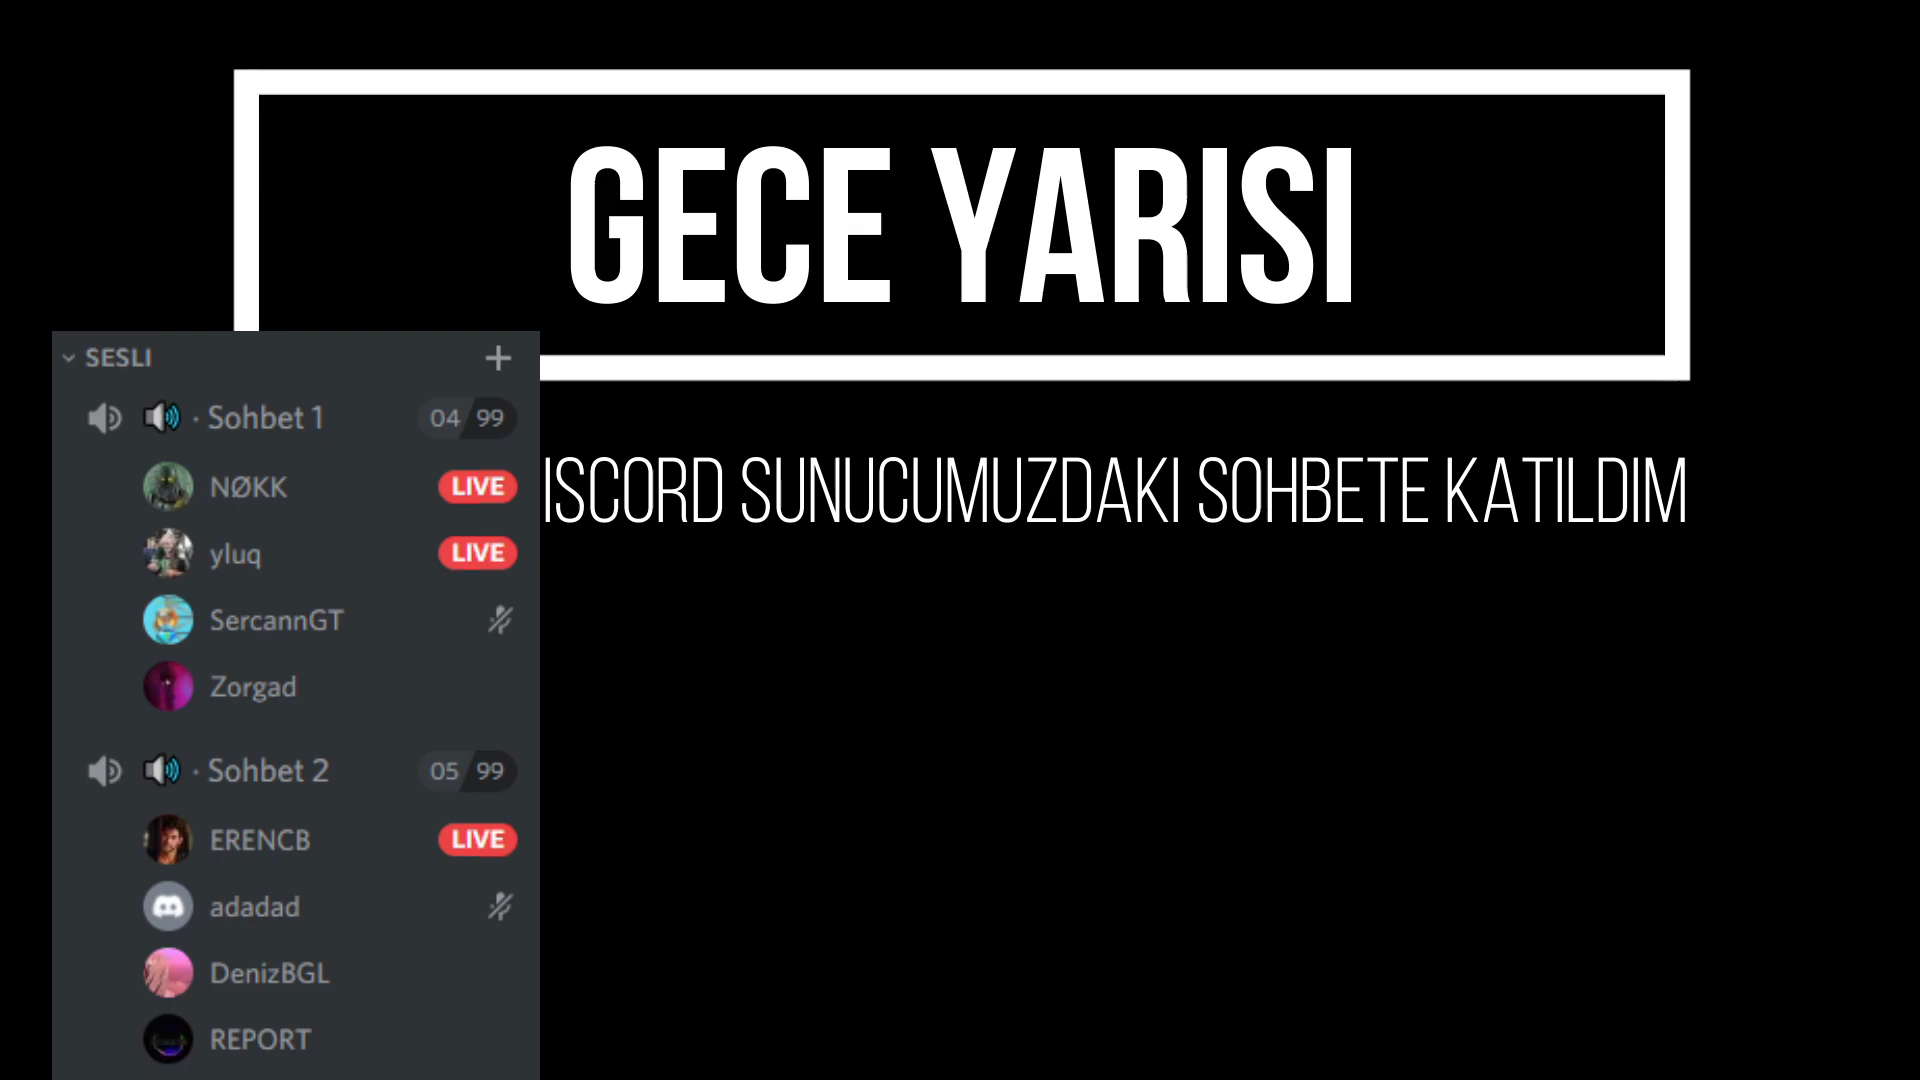 GECE YARISI
ISCORD SUNUCUMUZDAKI SOHBETE KATILDIM
SESLI
· Sohbet 1 04 99
NØKK LIVE
yluq LIVE
SercannGT
Zorgad
· Sohbet 2 05 99
ERENCB LIVE
adadad
DenizBGL
REPORT